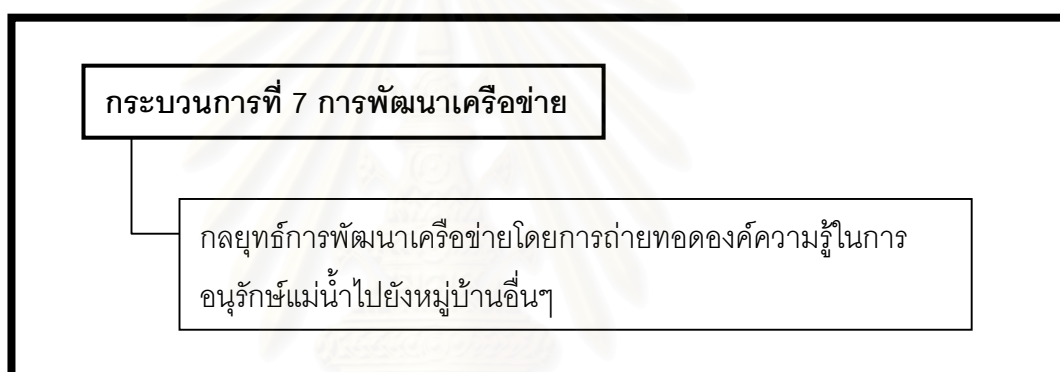 กระบวนการที่ 7 การพัฒนาเครือข่าย
กลยุทธ์การพัฒนาเครือข่ายโดยการถ่ายทอดองค์ความรู้ในการ
อนุรักษ์แม่น้ำไปยังหมู่บ้านอื่นๆ